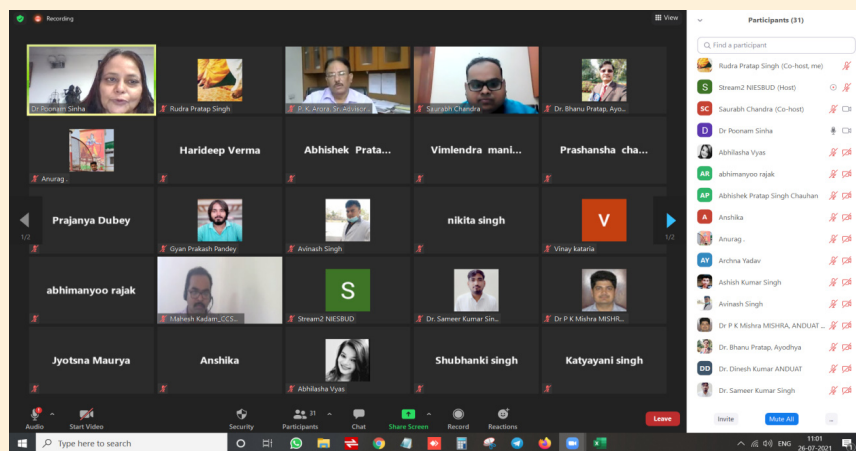 Recording
View
Dr Poonam Sinha
Rudra Pratap Singh
P. K. Arora, Sr. Advisor...
Saurabh Chandra
Dr. Bhanu Pratap, Ayo...
Anurag .
Harideep Verma
Abhishek Prata...
Vimlendra mani...
Prashansha cha...
Prajanya Dubey
Gyan Prakash Pandey
Avinash Singh
nikita singh
V
Vinay kataria
1/2
1/2
abhimanyoo rajak
Mahesh Kadam_CCS...
S
Stream2 NIESBUD
Dr. Sameer Kumar Sin...
Dr P K Mishra MISHR...
Jyotsna Maurya
Anshika
Abhilasha Vyas
Shubhanki singh
Katyayani singh
Audio
Start Video
Security
Participants
31
Chat
Share Screen
Record
Reactions
Leave
Participants (31)
Find a participant
Rudra Pratap Singh (Co-host, me)
S Stream2 NIESBUD (Host)
SC Saurabh Chandra (Co-host)
D Dr Poonam Sinha
Abhilasha Vyas
AR abhimanyoo rajak
AP Abhishek Pratap Singh Chauhan
A Anshika
Anurag .
AY Archna Yadav
Ashish Kumar Singh
Avinash Singh
Dr P K Mishra MISHRA, ANDUAT ...
Dr. Bhanu Pratap, Ayodhya
DD Dr. Dinesh Kumar ANDUAT
Dr. Sameer Kumar Singh
Invite
Mute All
...
Type here to search
ENG
11:01
26-07-2021